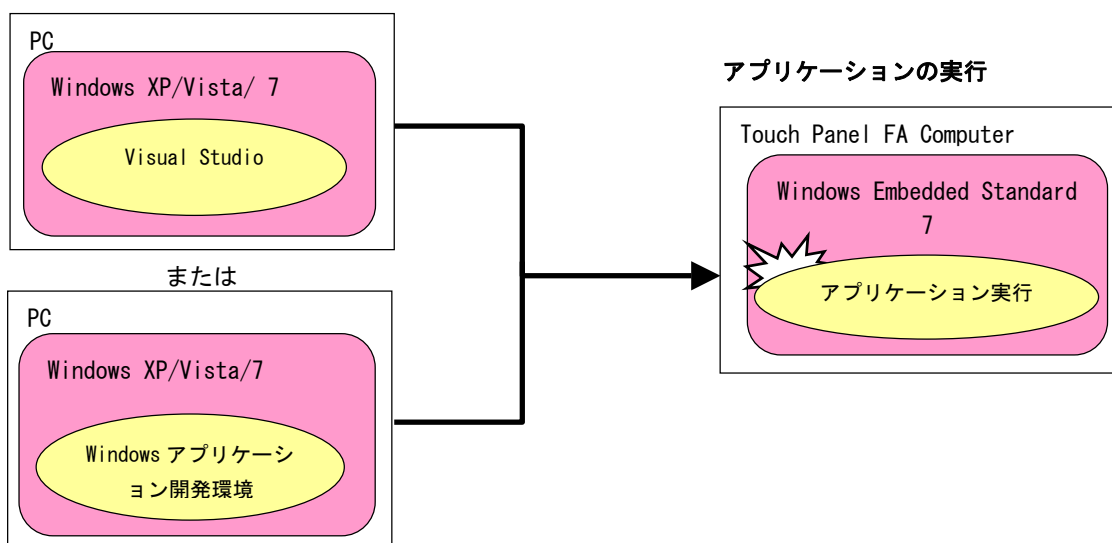 PC
Windows XP/Vista/ 7
Visual Studio
または
PC
Windows XP/Vista/7
Windows アプリケーシ
ョン開発環境
アプリケーションの実行
Touch Panel FA Computer
Windows Embedded Standard
7
アプリケーション実行